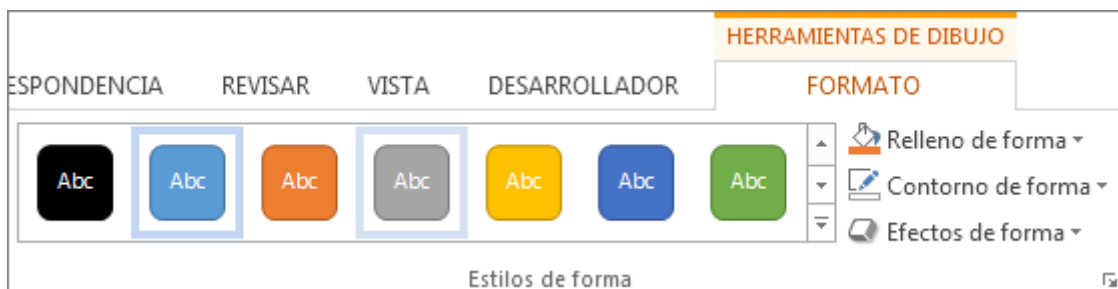 HERRAMIENTAS DE DIBUJO
ESPONDENCIA REVISAR VISTA DESARROLLADOR FORMATO
Abc Abc Abc Abc Abc Abc Abc
Relleno de forma
Contorno de forma
Efectos de forma
Estilos de forma